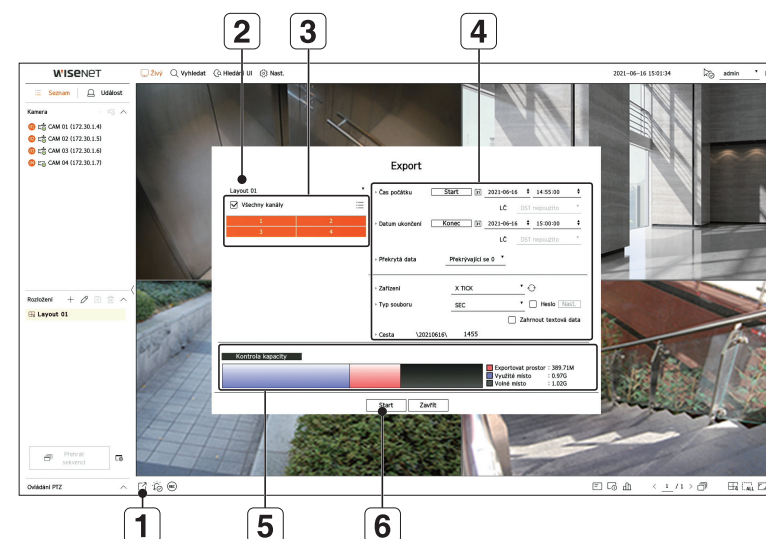 2
3
4
WISENET
Živý
Vyhledat
Hledání UI
Nast.
2021-06-16 15:01:34
admin
Seznam
Událost
Kamera
CAM 01 (172.30.1.4)
CAM 02 (172.30.1.5)
CAM 03 (172.30.1.6)
CAM 04 (172.30.1.7)
Export
Layout 01
Všechny kanály
1 2
3 4
Čas počátku Start 2021-06-16 14:55:00
LČ DST nepoužito
Datum ukončení Konec 2021-06-16 15:00:00
LČ DST nepoužito
Překrytá data Překrývající se 0
Zařízení X TICK
Typ souboru SEC Heslo Nast.
Zahrnout textová data
Cesta \20210616\ 1455
Kontrola kapacity
Exportovat prostor : 389.71M
Využité místo : 0.97G
Volné místo : 1.02G
Start Zavřít
Rozložení
Layout 01
Přehrát
sekvenci
Ovládání PTZ
REC
1 / 1
ALL
1
5
6